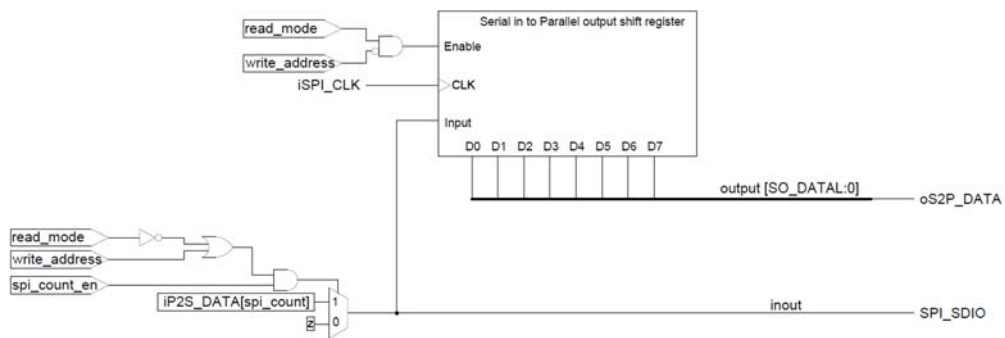 Serial in to Parallel output shift register
read_mode
Enable
write_address
iSPI_CLK
CLK
Input
D0 D1 D2 D3 D4 D5 D6 D7
output [SO_DATAL:0]
oS2P_DATA
read_mode
write_address
spi_count_en
iP2S_DATA[spi_count]
1
inout
SPI_SDIO
z
0